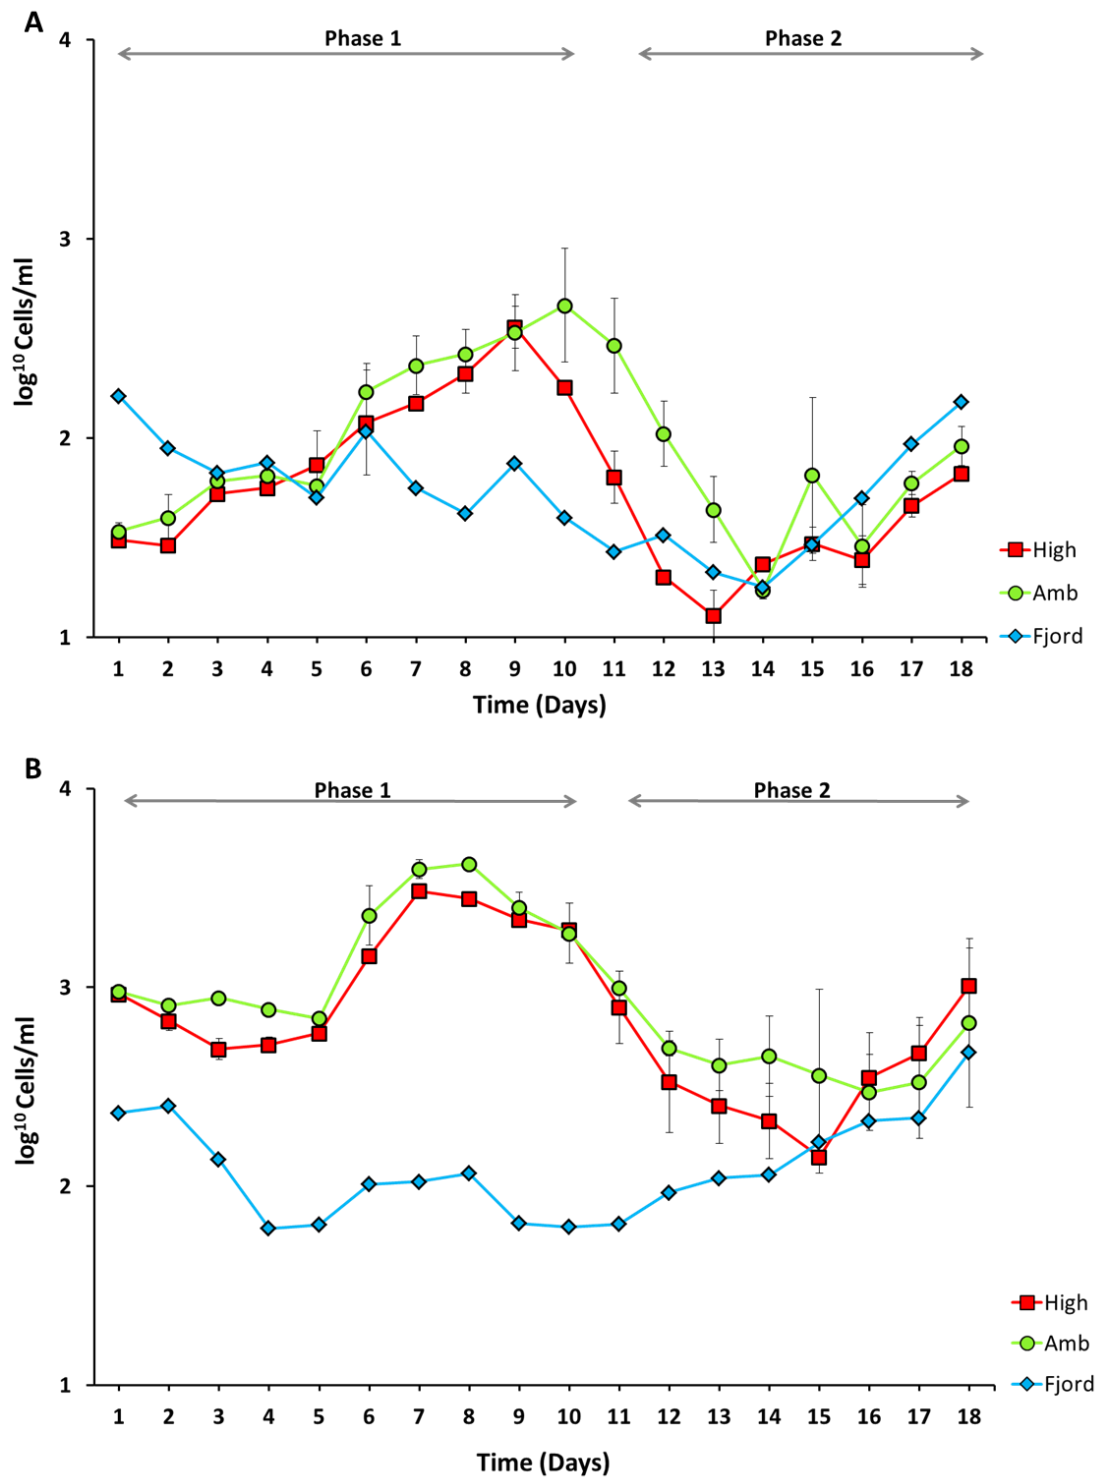 A
Phase 1 Phase 2
4
3
2
1
log10 Cells/ml
1 2 3 4 5 6 7 8 9 10 11 12 13 14 15 16 17 18
Time (Days)
High
Amb
Fjord
B
Phase 1 Phase 2
4
3
2
1
log10 Cells/ml
1 2 3 4 5 6 7 8 9 10 11 12 13 14 15 16 17 18
Time (Days)
High
Amb
Fjord